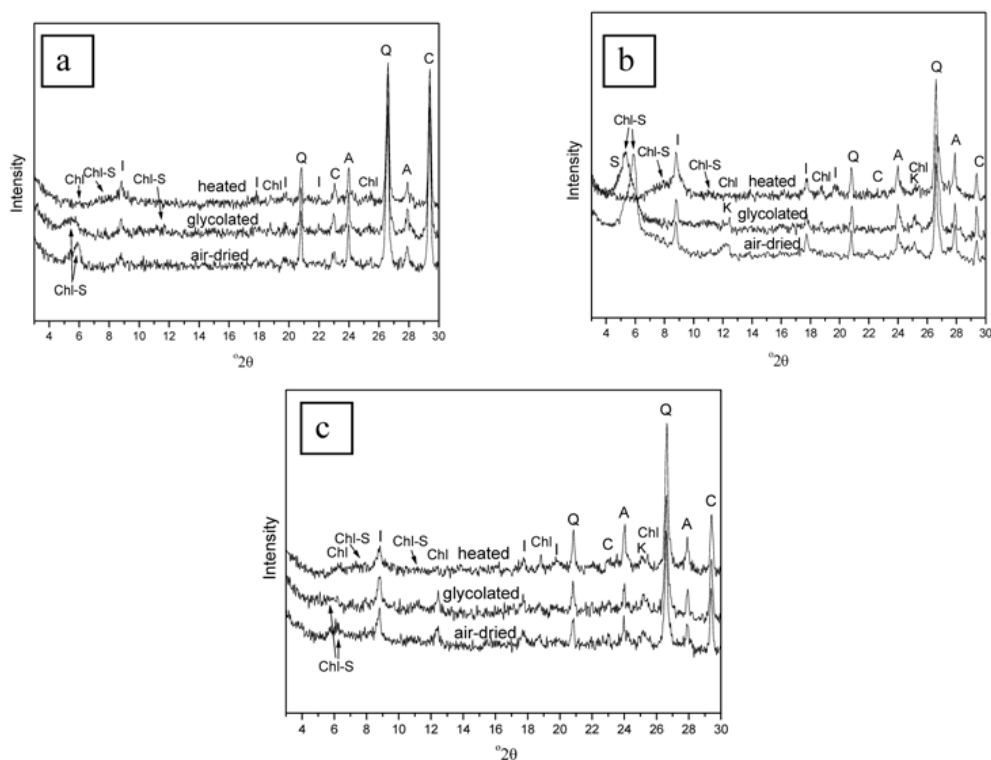 a
Q
C
Chl-S
Chl
Chl-S
I
Chl-S
heated
I
Chl
I
Q
I
C
A
Chl
A
glycolated
air-dried
Chl-S
Intensity
4 6 8 10 12 14 16 18 20 22 24 26 28 30
°2θ
b
Q
Chl-S
S
Chl-S
I
Chl-S
Chl
heated
I
Chl
I
Q
C
A
Chl
K
A
C
K
glycolated
air-dried
Intensity
4 6 8 10 12 14 16 18 20 22 24 26 28 30
°2θ
c
Q
Chl-S
Chl
I
Chl-S
Chl
heated
I
Chl
I
Q
C
A
Chl
K
A
C
glycolated
air-dried
Chl-S
Intensity
4 6 8 10 12 14 16 18 20 22 24 26 28 30
°2θ